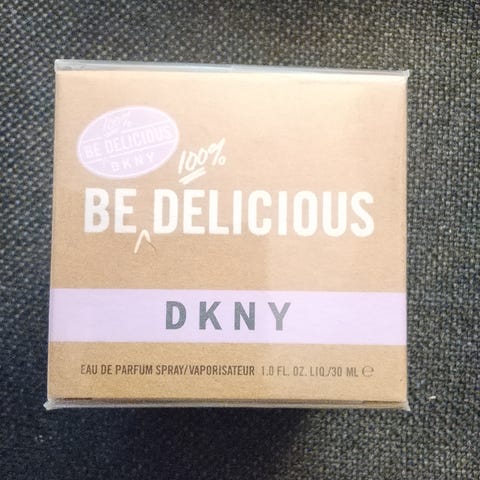 100%
BE DELICIOUS
DKNY
100%
BE DELICIOUS
DKNY
EAU DE PARFUM SPRAY/VAPORISATEUR 1.0 FL. OZ. LIQ./30 ML ℮